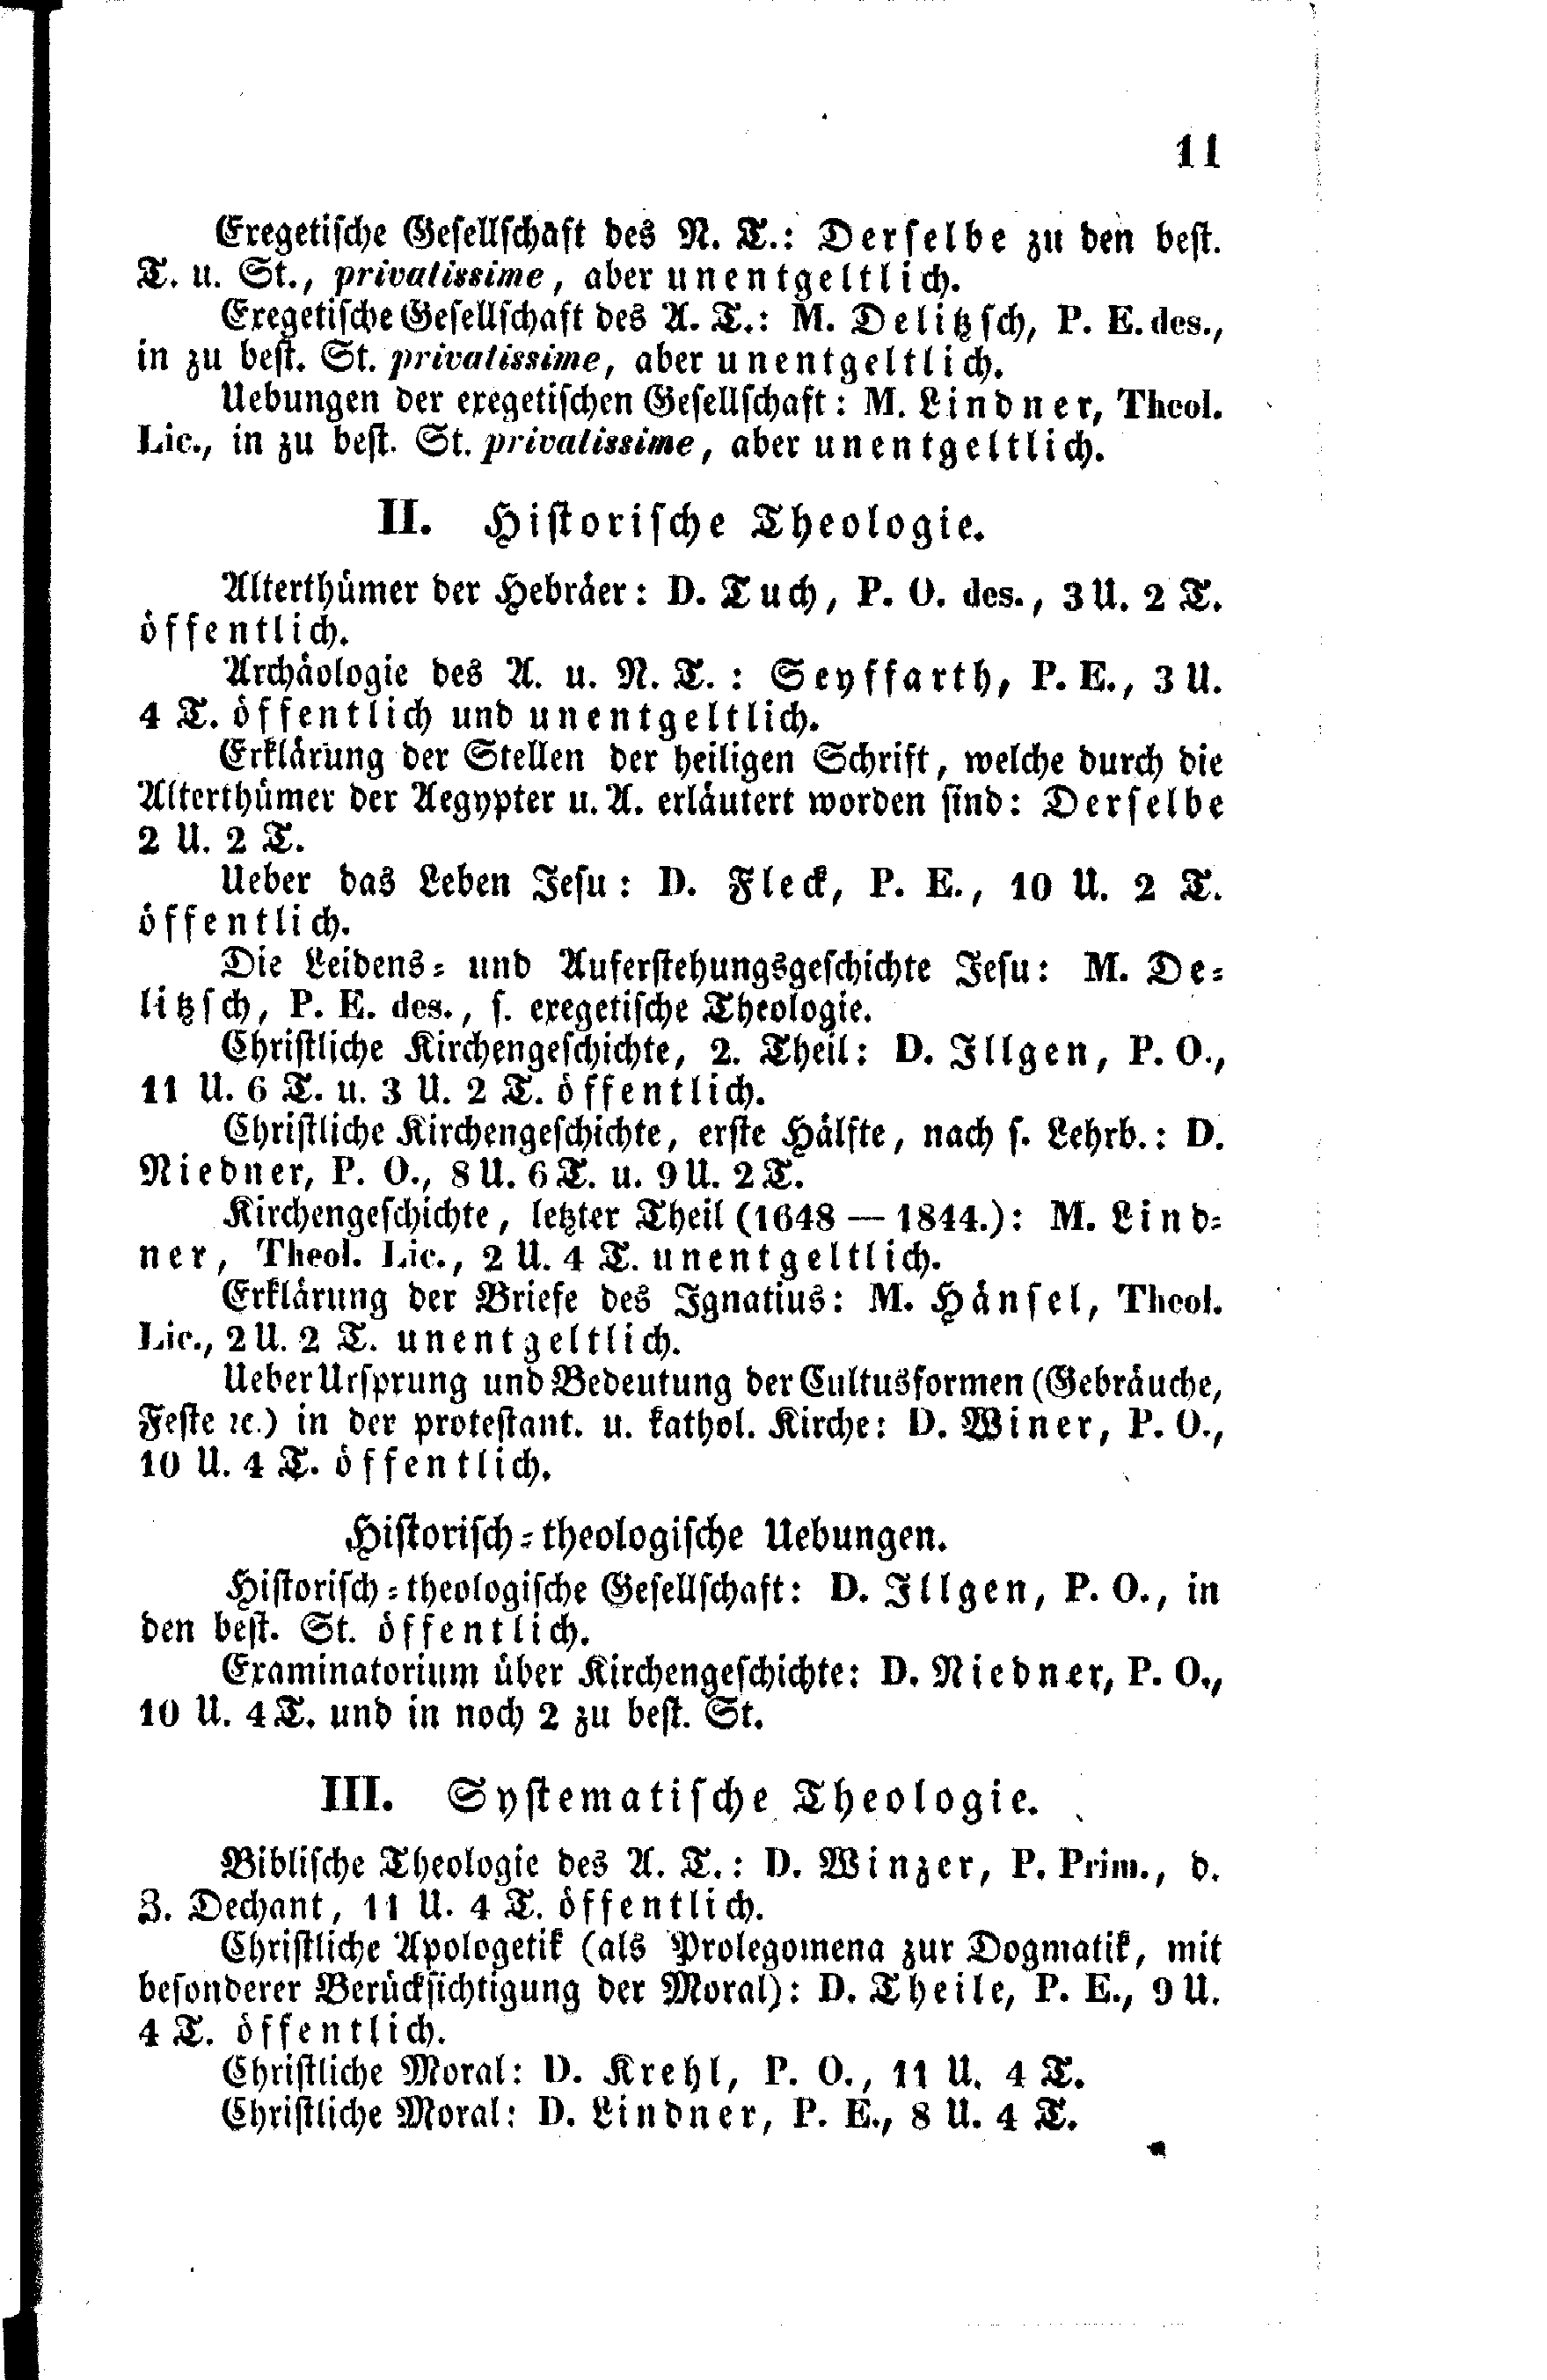 11
Exegetische Gesellschaft des N. T.: Derselbe zu den best.
T. u. St., privatissime, aber unentgeltlich.
Exegetische Gesellschaft des A. T.: M. Delitzsch, P. E. des.,
in zu best. St. privatissime, aber unentgeltlich.
Uebungen der exegetischen Gesellschaft: M. Lindner, Theol.
Lic., in zu best. St. privatissime, aber unentgeltlich.
II. Historische Theologie.
Alterthümer der Hebräer: D. Tuch, P. O. des., 3 U. 2 T.
öffentlich.
Archäologie des A. u. N. T.: Seyffarth, P. E., 3 U.
4 T. öffentlich und unentgeltlich.
Erklärung der Stellen der heiligen Schrift, welche durch die
Alterthümer der Aegypter u. A. erläutert worden sind: Derselbe
2 U. 2 T.
Ueber das Leben Jesu: D. Fleck, P. E., 10 U. 2 T.
öffentlich.
Die Leidens- und Auferstehungsgeschichte Jesu: M. De-
litzsch, P. E. des., s. exegetische Theologie.
Christliche Kirchengeschichte, 2. Theil: D. Illgen, P. O.,
11 U. 6 T. u. 3 U. 2 T. öffentlich.
Christliche Kirchengeschichte, erste Hälfte, nach s. Lehrb.: D.
Niedner, P. O., 8 U. 6 T. u. 9 U. 2 T.
Kirchengeschichte, letzter Theil (1648 — 1844.): M. Lind-
ner, Theol. Lic., 2 U. 4 T. unentgeltlich.
Erklärung der Briefe des Ignatius: M. Hänsel, Theol.
Lic., 2 U. 2 T. unentgeltlich.
Ueber Ursprung und Bedeutung der Cultusformen (Gebräuche,
Feste ꝛc.) in der protestant. u. kathol. Kirche: D. Winer, P. O.,
10 U. 4 T. öffentlich.
Historisch-theologische Uebungen.
Historisch-theologische Gesellschaft: D. Illgen, P. O., in
den best. St. öffentlich.
Examinatorium über Kirchengeschichte: D. Niedner, P. O.,
10 U. 4 T. und in noch 2 zu best. St.
III. Systematische Theologie.
Biblische Theologie des A. T.: D. Winzer, P. Prim., d.
Z. Dechant, 11 U. 4 T. öffentlich.
Christliche Apologetik (als Prolegomena zur Dogmatik, mit
besonderer Berücksichtigung der Moral): D. Theile, P. E., 9 U.
4 T. öffentlich.
Christliche Moral: D. Krehl, P. O., 11 U. 4 T.
Christliche Moral: D. Lindner, P. E., 8 U. 4 T.